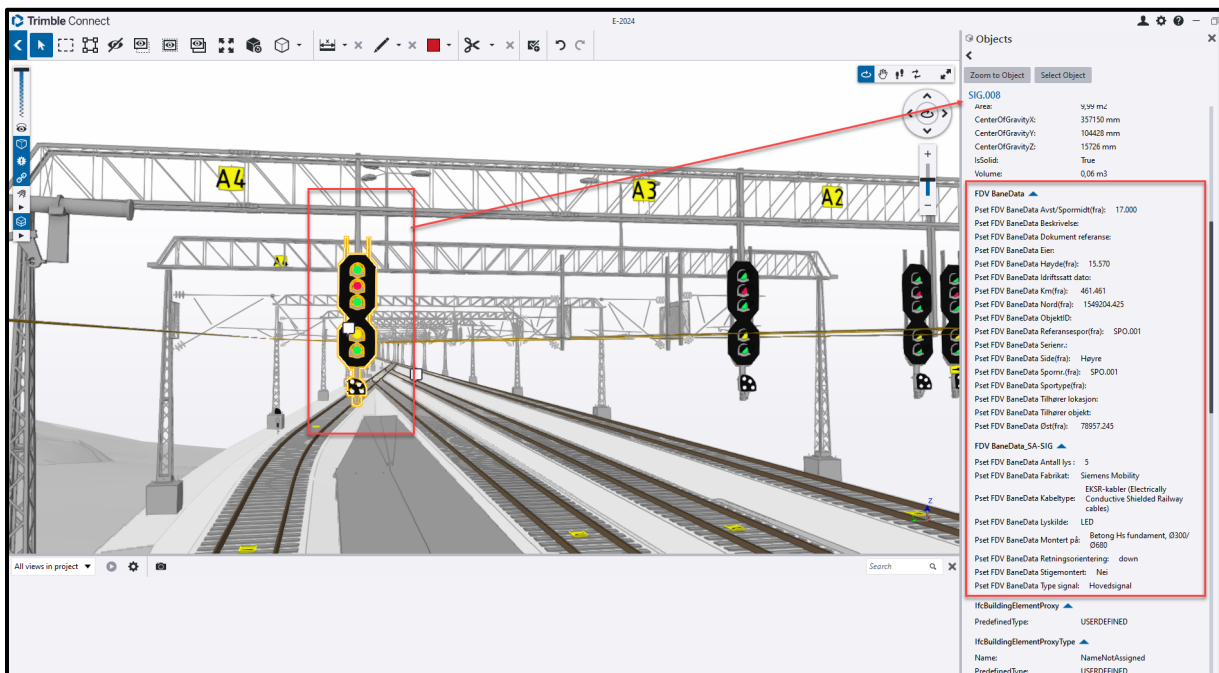 Trimble Connect
E-2024
Objects
Zoom to Object Select Object
SIG.008
Area: 9,99 m2
CenterOfGravityX: 357150 mm
CenterOfGravityY: 104428 mm
CenterOfGravityZ: 15726 mm
IsSolid: True
Volume: 0,06 m3
FDV BaneData
Pset FDV BaneData Avst/Spormidt(fra): 17.000
Pset FDV BaneData Beskrivelse:
Pset FDV BaneData Dokument referanse:
Pset FDV BaneData Eier:
Pset FDV BaneData Høyde(fra): 15.570
Pset FDV BaneData Idriftssatt dato:
Pset FDV BaneData Km(fra): 461.461
Pset FDV BaneData Nord(fra): 1549204.425
Pset FDV BaneData ObjektID:
Pset FDV BaneData Referansespor(fra): SPO.001
Pset FDV BaneData Serienr.:
Pset FDV BaneData Side(fra): Høyre
Pset FDV BaneData Spornr.(fra): SPO.001
Pset FDV BaneData Sportype(fra):
Pset FDV BaneData Tilhører lokasjon:
Pset FDV BaneData Tilhører objekt:
Pset FDV BaneData Øst(fra): 78957.245
FDV BaneData_SA-SIG
Pset FDV BaneData Antall lys : 5
Pset FDV BaneData Fabrikat: Siemens Mobility
Pset FDV BaneData Kabeltype: EKSR-kabler (Electrically
Conductive Shielded Railway
cables)
Pset FDV BaneData Lyskilde: LED
Pset FDV BaneData Montert på: Betong Hs fundament, Ø300/
Ø680
Pset FDV BaneData Retningsorientering: down
Pset FDV BaneData Stigemontert: Nei
Pset FDV BaneData Type signal: Hovedsignal
IfcBuildingElementProxy
PredefinedType: USERDEFINED
IfcBuildingElementProxyType
Name: NameNotAssigned
PredefinedType: USERDEFINED
A4
A3
A2
A4
Z
All views in project
Search